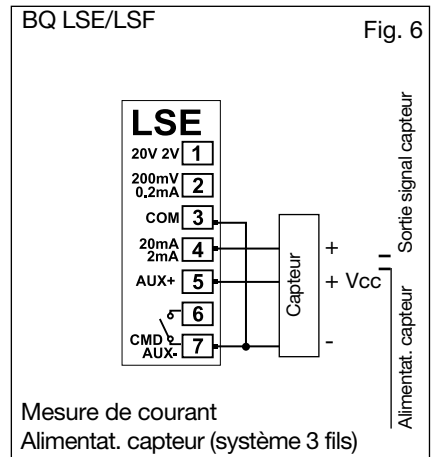 BQ LSE/LSF
Fig. 6
LSE
20V 2V 1
200mV
0.2mA 2
COM 3
20mA
2mA 4
AUX+ 5
6
CMD
AUX- 7
Capteur
+
+ Vcc
-
Sortie signal capteur
Alimentat. capteur
Mesure de courant
Alimentat. capteur (système 3 fils)